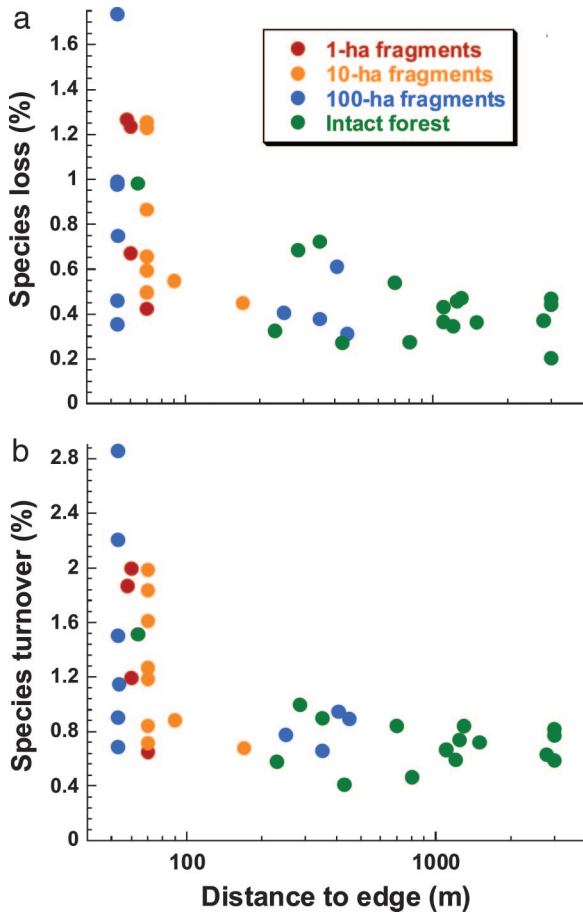 a
1.6
1.4
1.2
1
0.8
0.6
0.4
0.2
0
Species loss (%)
1-ha fragments
10-ha fragments
100-ha fragments
Intact forest
b
2.8
2.4
2
1.6
1.2
0.8
0.4
0
Species turnover (%)
100
1000
Distance to edge (m)